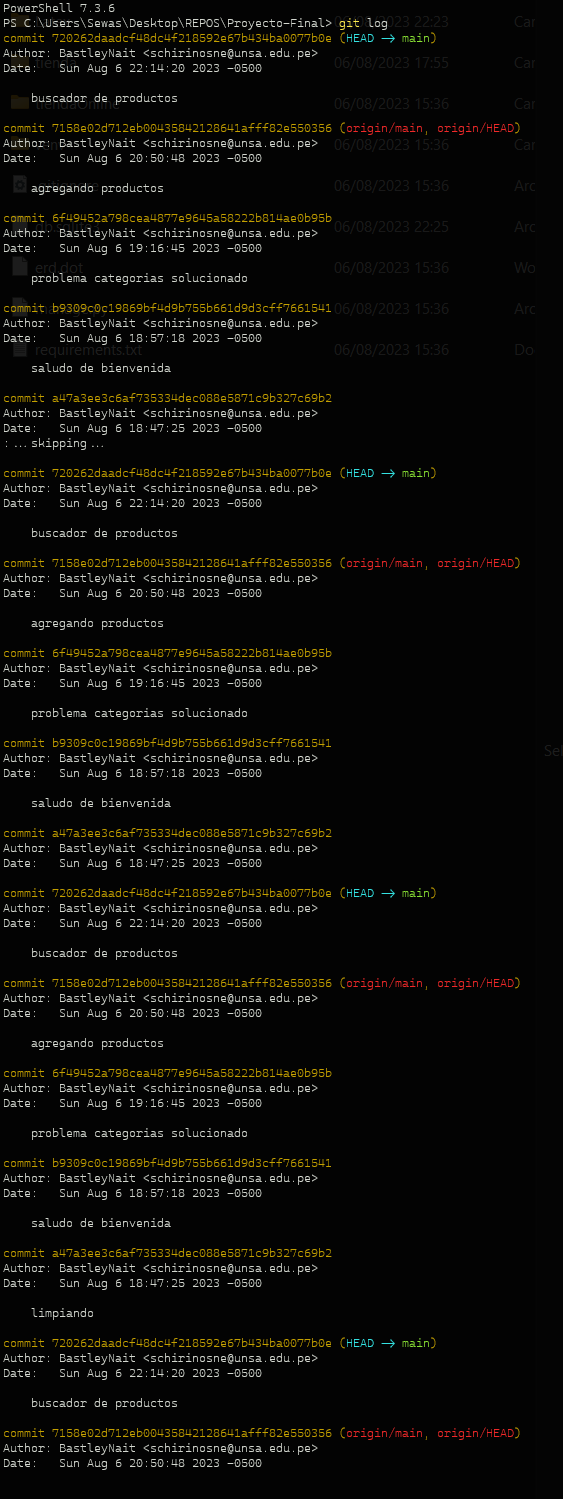 PowerShell 7.3.6
PS C:\Users\Sewas\Desktop\REPOS\Proyecto-Final> git log
commit 720262daadcf48dc4f218592e67b434ba0077b0e (HEAD -> main)
Author: BastleyNait <schirinosne@unsa.edu.pe>
Date:   Sun Aug 6 22:14:20 2023 -0500
buscador de productos
commit 7158e02d712eb00435842128641afff82e550356 (origin/main, origin/HEAD)
Author: BastleyNait <schirinosne@unsa.edu.pe>
Date:   Sun Aug 6 20:50:48 2023 -0500
agregando productos
commit 6f49452a798cea4877e9645a58222b814ae0b95b
Author: BastleyNait <schirinosne@unsa.edu.pe>
Date:   Sun Aug 6 19:16:45 2023 -0500
problema categorias solucionado
commit b9309c0c19869bf4d9b755b661d9d3cff7661541
Author: BastleyNait <schirinosne@unsa.edu.pe>
Date:   Sun Aug 6 18:57:18 2023 -0500
saludo de bienvenida
commit a47a3ee3c6af735334dec088e5871c9b327c69b2
Author: BastleyNait <schirinosne@unsa.edu.pe>
Date:   Sun Aug 6 18:47:25 2023 -0500
:...skipping...
commit 720262daadcf48dc4f218592e67b434ba0077b0e (HEAD -> main)
Author: BastleyNait <schirinosne@unsa.edu.pe>
Date:   Sun Aug 6 22:14:20 2023 -0500
buscador de productos
commit 7158e02d712eb00435842128641afff82e550356 (origin/main, origin/HEAD)
Author: BastleyNait <schirinosne@unsa.edu.pe>
Date:   Sun Aug 6 20:50:48 2023 -0500
agregando productos
commit 6f49452a798cea4877e9645a58222b814ae0b95b
Author: BastleyNait <schirinosne@unsa.edu.pe>
Date:   Sun Aug 6 19:16:45 2023 -0500
problema categorias solucionado
commit b9309c0c19869bf4d9b755b661d9d3cff7661541
Author: BastleyNait <schirinosne@unsa.edu.pe>
Date:   Sun Aug 6 18:57:18 2023 -0500
saludo de bienvenida
commit a47a3ee3c6af735334dec088e5871c9b327c69b2
Author: BastleyNait <schirinosne@unsa.edu.pe>
Date:   Sun Aug 6 18:47:25 2023 -0500
commit 720262daadcf48dc4f218592e67b434ba0077b0e (HEAD -> main)
Author: BastleyNait <schirinosne@unsa.edu.pe>
Date:   Sun Aug 6 22:14:20 2023 -0500
buscador de productos
commit 7158e02d712eb00435842128641afff82e550356 (origin/main, origin/HEAD)
Author: BastleyNait <schirinosne@unsa.edu.pe>
Date:   Sun Aug 6 20:50:48 2023 -0500
agregando productos
commit 6f49452a798cea4877e9645a58222b814ae0b95b
Author: BastleyNait <schirinosne@unsa.edu.pe>
Date:   Sun Aug 6 19:16:45 2023 -0500
problema categorias solucionado
commit b9309c0c19869bf4d9b755b661d9d3cff7661541
Author: BastleyNait <schirinosne@unsa.edu.pe>
Date:   Sun Aug 6 18:57:18 2023 -0500
saludo de bienvenida
commit a47a3ee3c6af735334dec088e5871c9b327c69b2
Author: BastleyNait <schirinosne@unsa.edu.pe>
Date:   Sun Aug 6 18:47:25 2023 -0500
limpiando
commit 720262daadcf48dc4f218592e67b434ba0077b0e (HEAD -> main)
Author: BastleyNait <schirinosne@unsa.edu.pe>
Date:   Sun Aug 6 22:14:20 2023 -0500
buscador de productos
commit 7158e02d712eb00435842128641afff82e550356 (origin/main, origin/HEAD)
Author: BastleyNait <schirinosne@unsa.edu.pe>
Date:   Sun Aug 6 20:50:48 2023 -0500